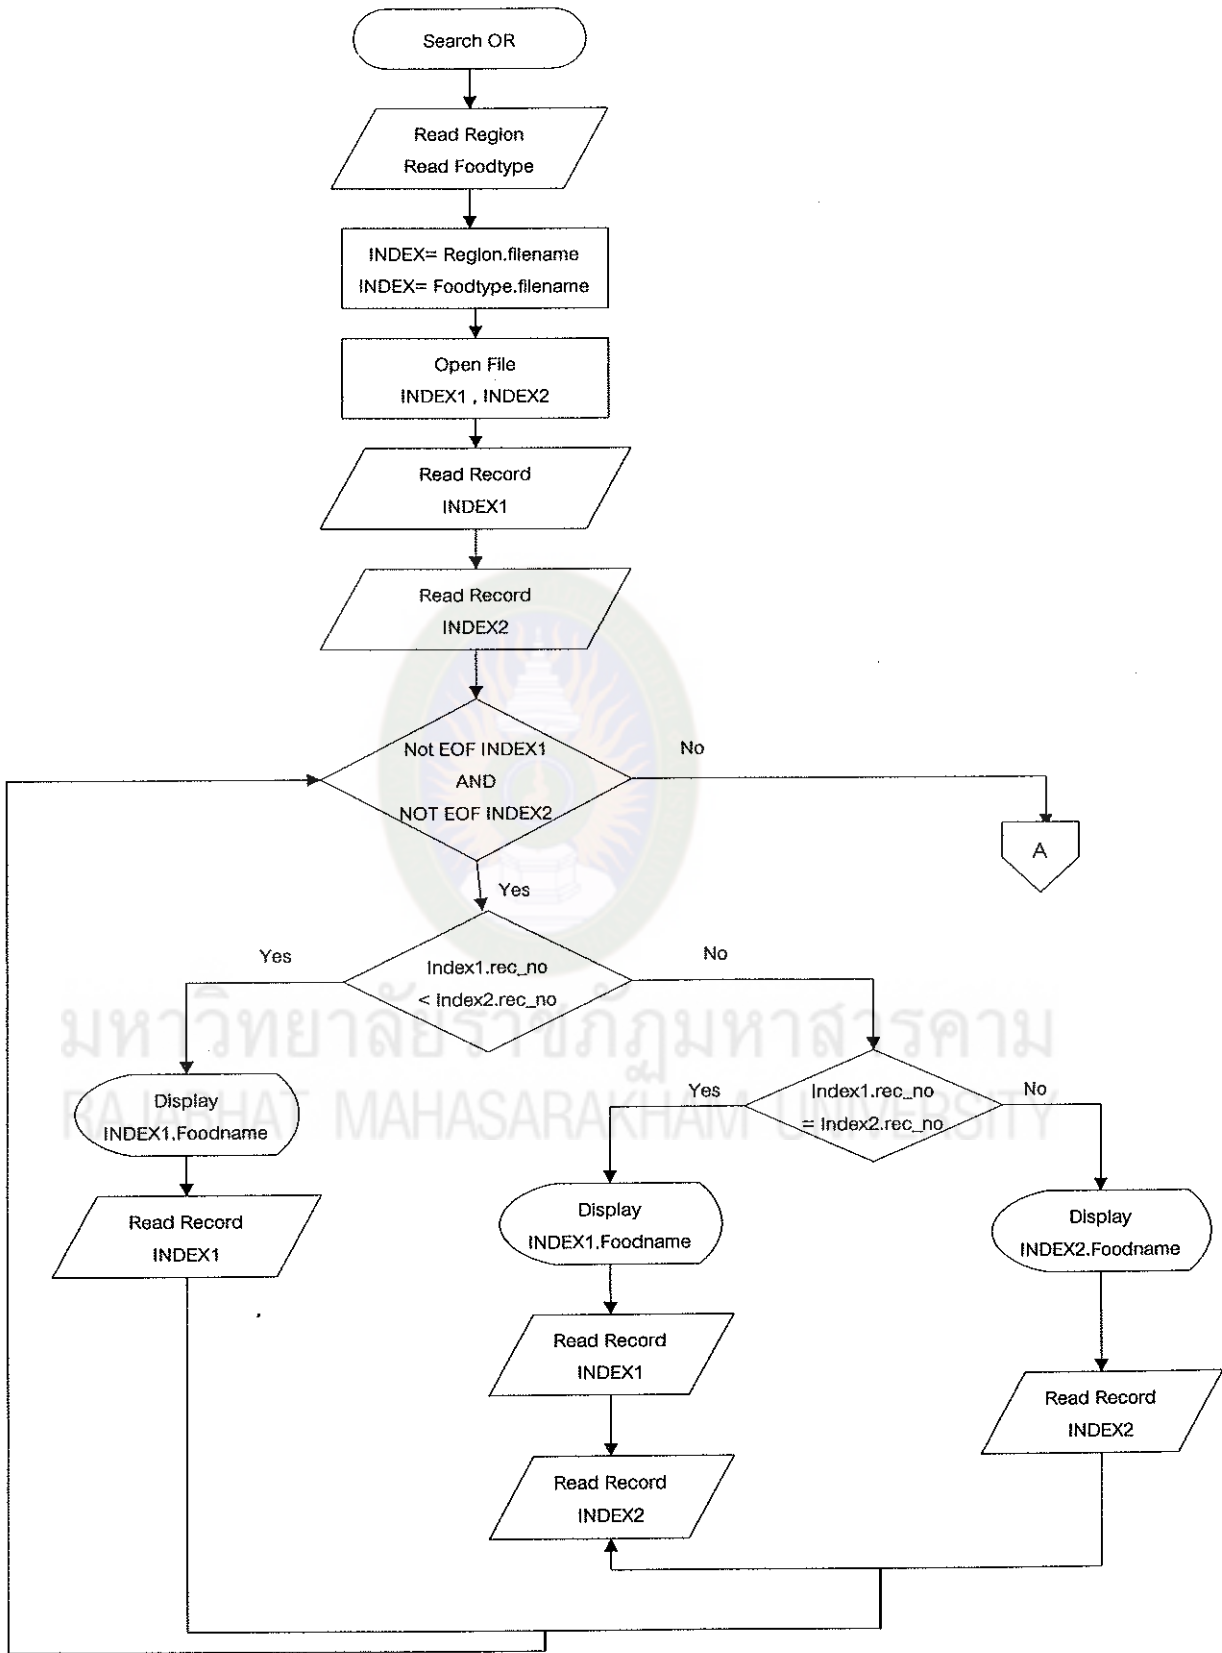 Search OR
Read Region
Read Foodtype
INDEX= Region.filename
INDEX= Foodtype.filename
Open File
INDEX1 , INDEX2
Read Record
INDEX1
Read Record
INDEX2
Not EOF INDEX1
AND
NOT EOF INDEX2
No
A
Yes
Index1.rec_no
< Index2.rec_no
Yes
No
มหาวิทยาลัยราชภัฏมหาสารคาม
RAJABHAT MAHASARAKHAM UNIVERSITY
Display
INDEX1.Foodname
Read Record
INDEX1
Index1.rec_no
= Index2.rec_no
Yes
No
Display
INDEX1.Foodname
Read Record
INDEX1
Read Record
INDEX2
Display
INDEX2.Foodname
Read Record
INDEX2